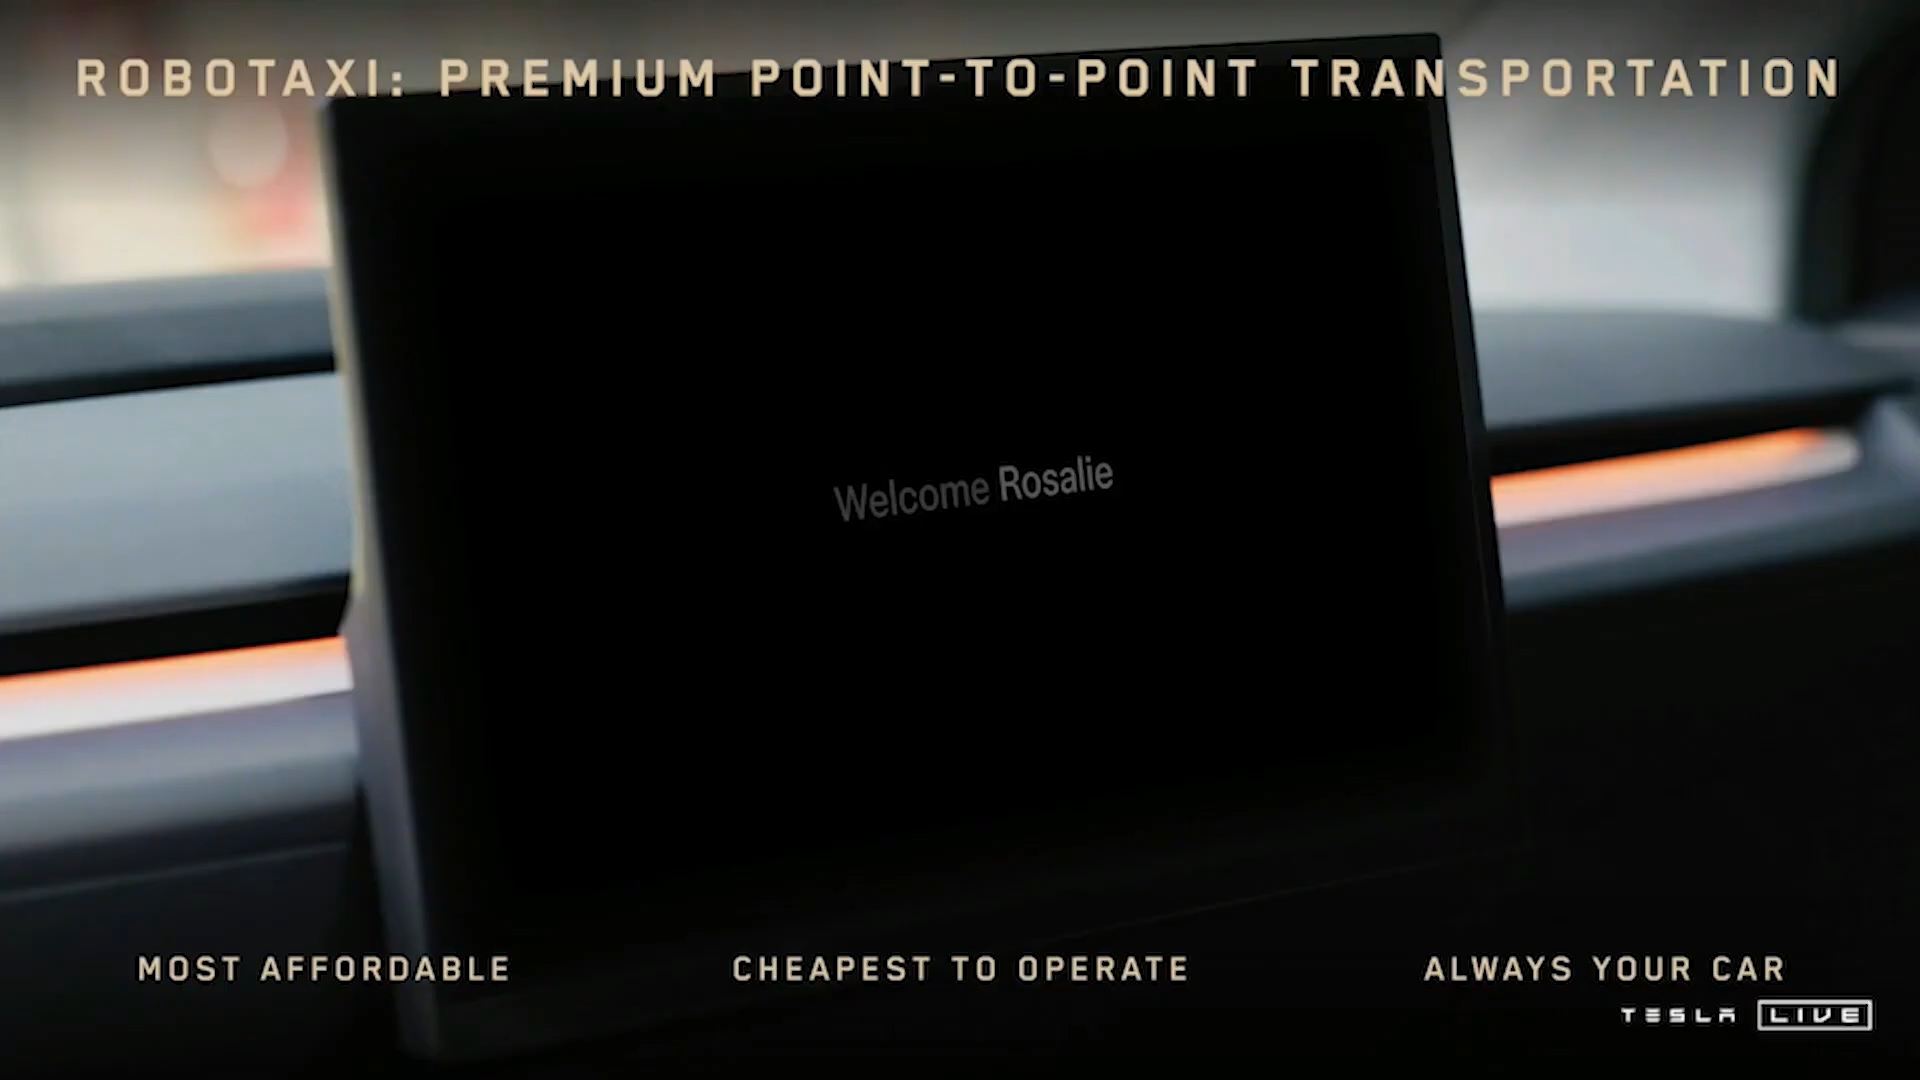 ROBOTAXI: PREMIUM POINT-TO-POINT TRANSPORTATION
Welcome Rosalie
MOST AFFORDABLE
CHEAPEST TO OPERATE
ALWAYS YOUR CAR
TESLA LIVE